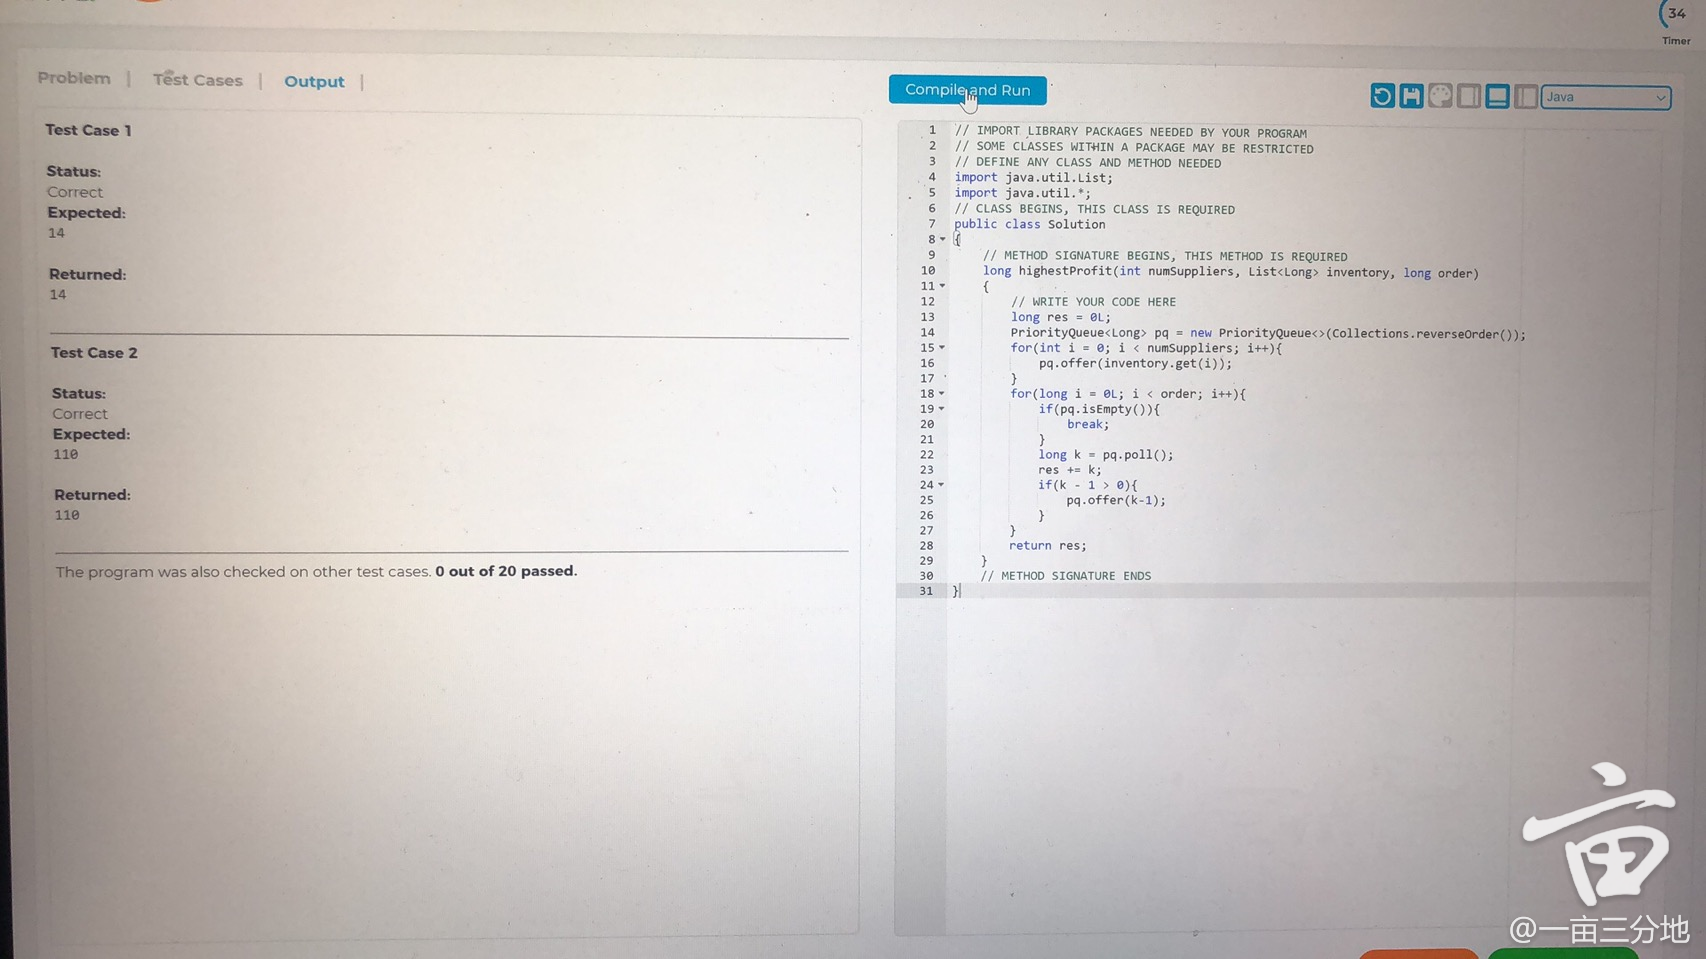 34
Timer
Problem | Test Cases | Output |
Test Case 1
Status:
Correct
Expected:
14
Returned:
14
Test Case 2
Status:
Correct
Expected:
110
Returned:
110
The program was also checked on other test cases. 0 out of 20 passed.
Compile and Run
Java
1 // IMPORT LIBRARY PACKAGES NEEDED BY YOUR PROGRAM
2 // SOME CLASSES WITHIN A PACKAGE MAY BE RESTRICTED
3 // DEFINE ANY CLASS AND METHOD NEEDED
4 import java.util.List;
5 import java.util.*;
6 // CLASS BEGINS, THIS CLASS IS REQUIRED
7 public class Solution
8 {
9 // METHOD SIGNATURE BEGINS, THIS METHOD IS REQUIRED
10 long highestProfit(int numSuppliers, List<Long> inventory, long order)
11 {
12 // WRITE YOUR CODE HERE
13 long res = 0L;
14 PriorityQueue<Long> pq = new PriorityQueue<>(Collections.reverseOrder());
15 for(int i = 0; i < numSuppliers; i++){
16 pq.offer(inventory.get(i));
17 }
18 for(long i = 0L; i < order; i++){
19 if(pq.isEmpty()){
20 break;
21 }
22 long k = pq.poll();
23 res += k;
24 if(k - 1 > 0){
25 pq.offer(k-1);
26 }
27 }
28 return res;
29 }
30 // METHOD SIGNATURE ENDS
31 }
亩
@一亩三分地